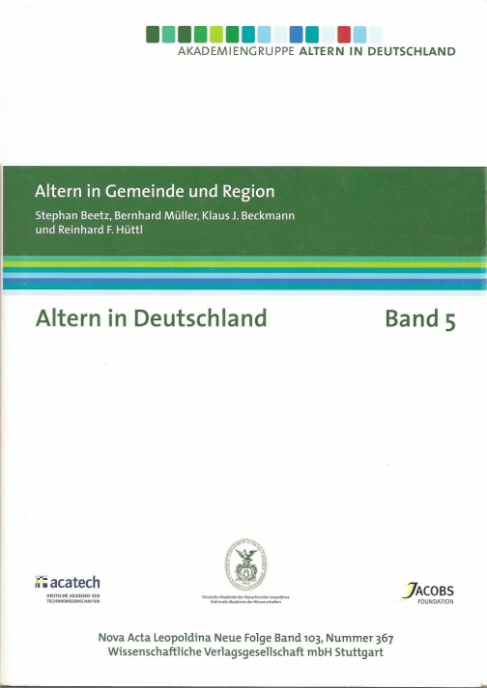 AKADEMIENGRUPPE ALTERN IN DEUTSCHLAND
Altern in Gemeinde und Region
Stephan Beetz, Bernhard Müller, Klaus J. Beckmann
und Reinhard F. Hüttl
Altern in Deutschland Band 5
acatech
DEUTSCHE AKADEMIE DER
TECHNIKWISSENSCHAFTEN
Deutsche Akademie der Naturforscher Leopoldina
Nationale Akademie der Wissenschaften
JACOBS
FOUNDATION
Nova Acta Leopoldina Neue Folge Band 103, Nummer 367
Wissenschaftliche Verlagsgesellschaft mbH Stuttgart